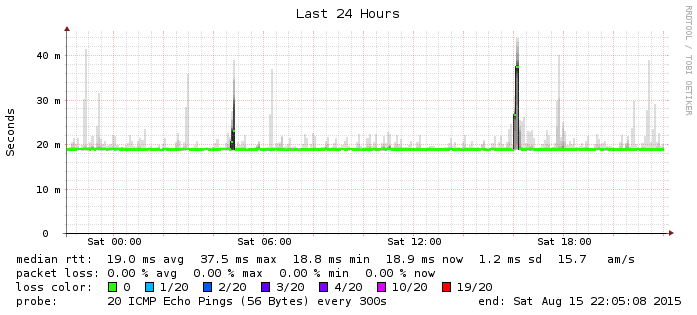 Last 24 Hours
RRDTOOL / TOBI OETIKER
Seconds
40 m
30 m
20 m
10 m
0
Sat 00:00 Sat 06:00 Sat 12:00 Sat 18:00
median rtt: 19.0 ms avg 37.5 ms max 18.8 ms min 18.9 ms now 1.2 ms sd 15.7 am/s
packet loss: 0.00 % avg 0.00 % max 0.00 % min 0.00 % now
loss color: 0 1/20 2/20 3/20 4/20 10/20 19/20
probe: 20 ICMP Echo Pings (56 Bytes) every 300s end: Sat Aug 15 22:05:08 2015